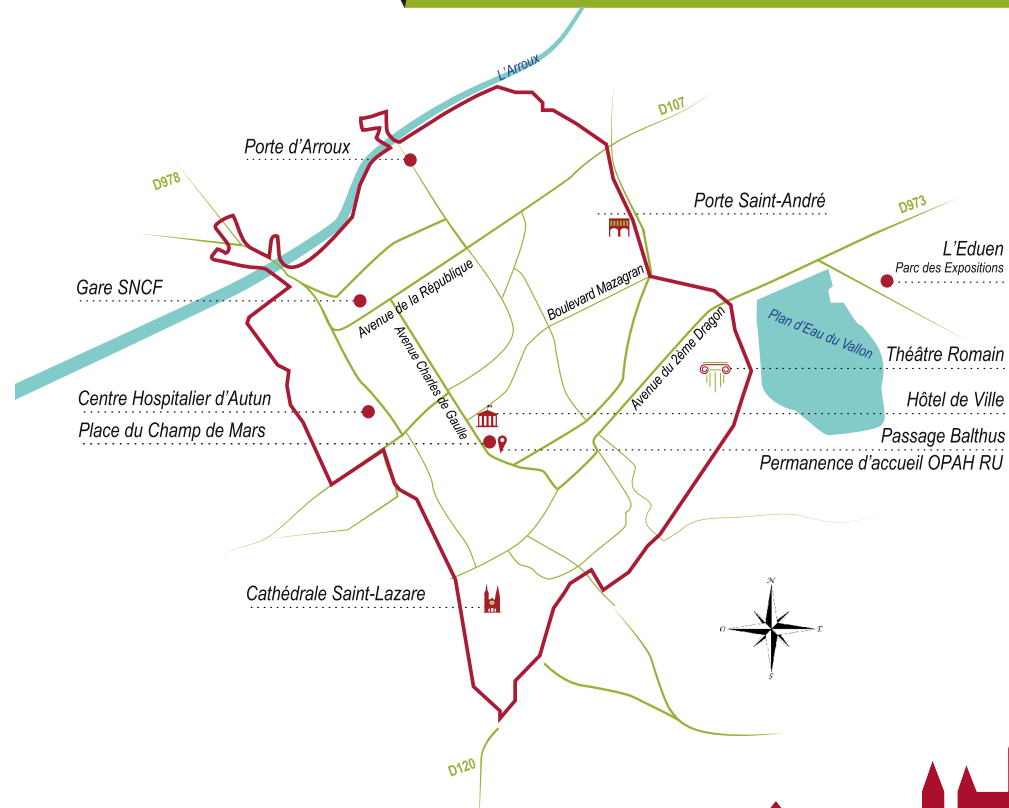 L'Arroux
D107
Porte d'Arroux
D978
Porte Saint-André
D973
L'Eduen
Parc des Expositions
Gare SNCF
Avenue de la République
Boulevard Mazagran
Plan d'Eau du Vallon
Avenue Charles de Gaulle
Avenue du 2ème Dragon
Théâtre Romain
Centre Hospitalier d'Autun
Hôtel de Ville
Place du Champ de Mars
Passage Balthus
Permanence d'accueil OPAH RU
Cathédrale Saint-Lazare
N
O
E
S
D120